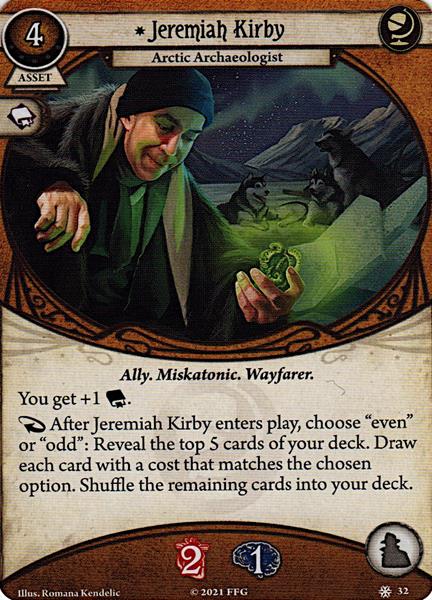 4
Jeremiah Kirby
ASSET
Arctic Archaeologist
Ally. Miskatonic. Wayfarer.
You get +1 .
After Jeremiah Kirby enters play, choose “even”
or “odd”: Reveal the top 5 cards of your deck. Draw
each card with a cost that matches the chosen
option. Shuffle the remaining cards into your deck.
2
1
Illus. Romana Kendelic
© 2021 FFG
32